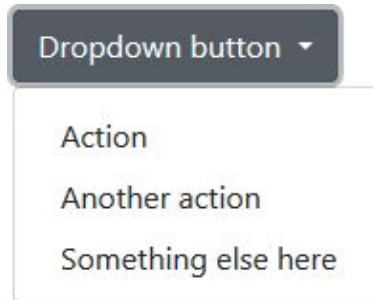 Dropdown button
Action
Another action
Something else here